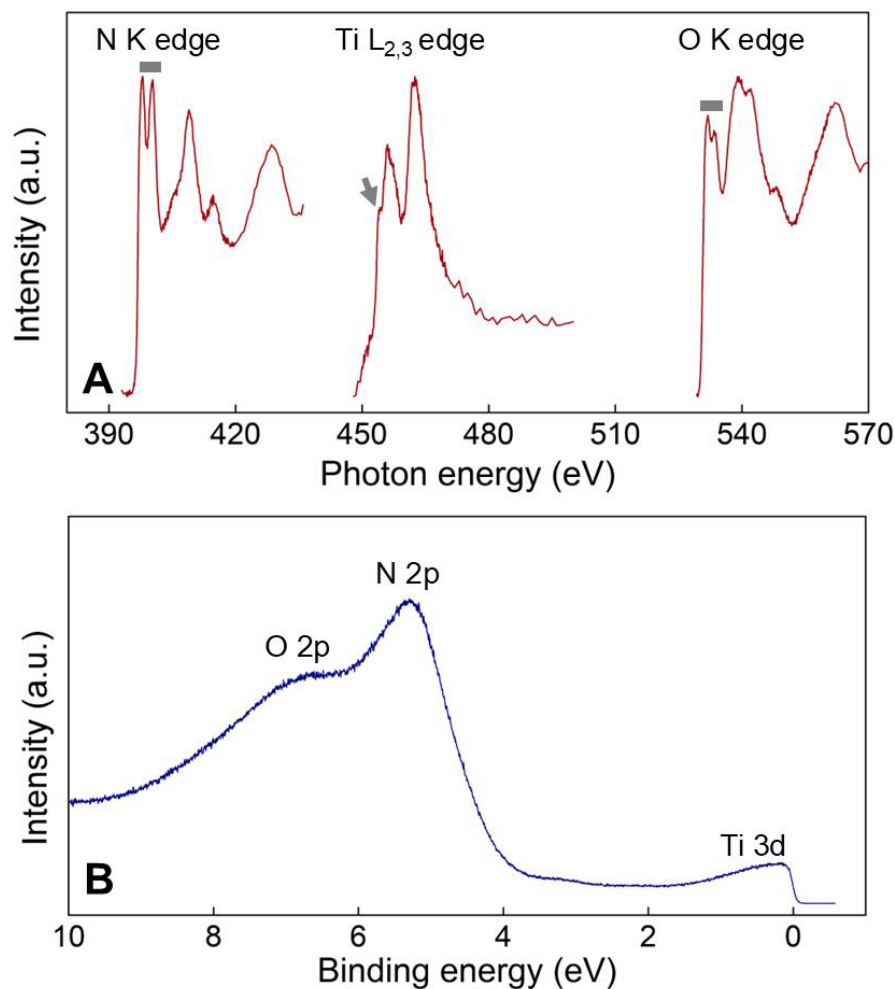 N K edge Ti L2,3 edge O K edge
Intensity (a.u.)
A
390 420 450 480 510 540 570
Photon energy (eV)
N 2p
O 2p
Intensity (a.u.)
Ti 3d
B
10 8 6 4 2 0
Binding energy (eV)